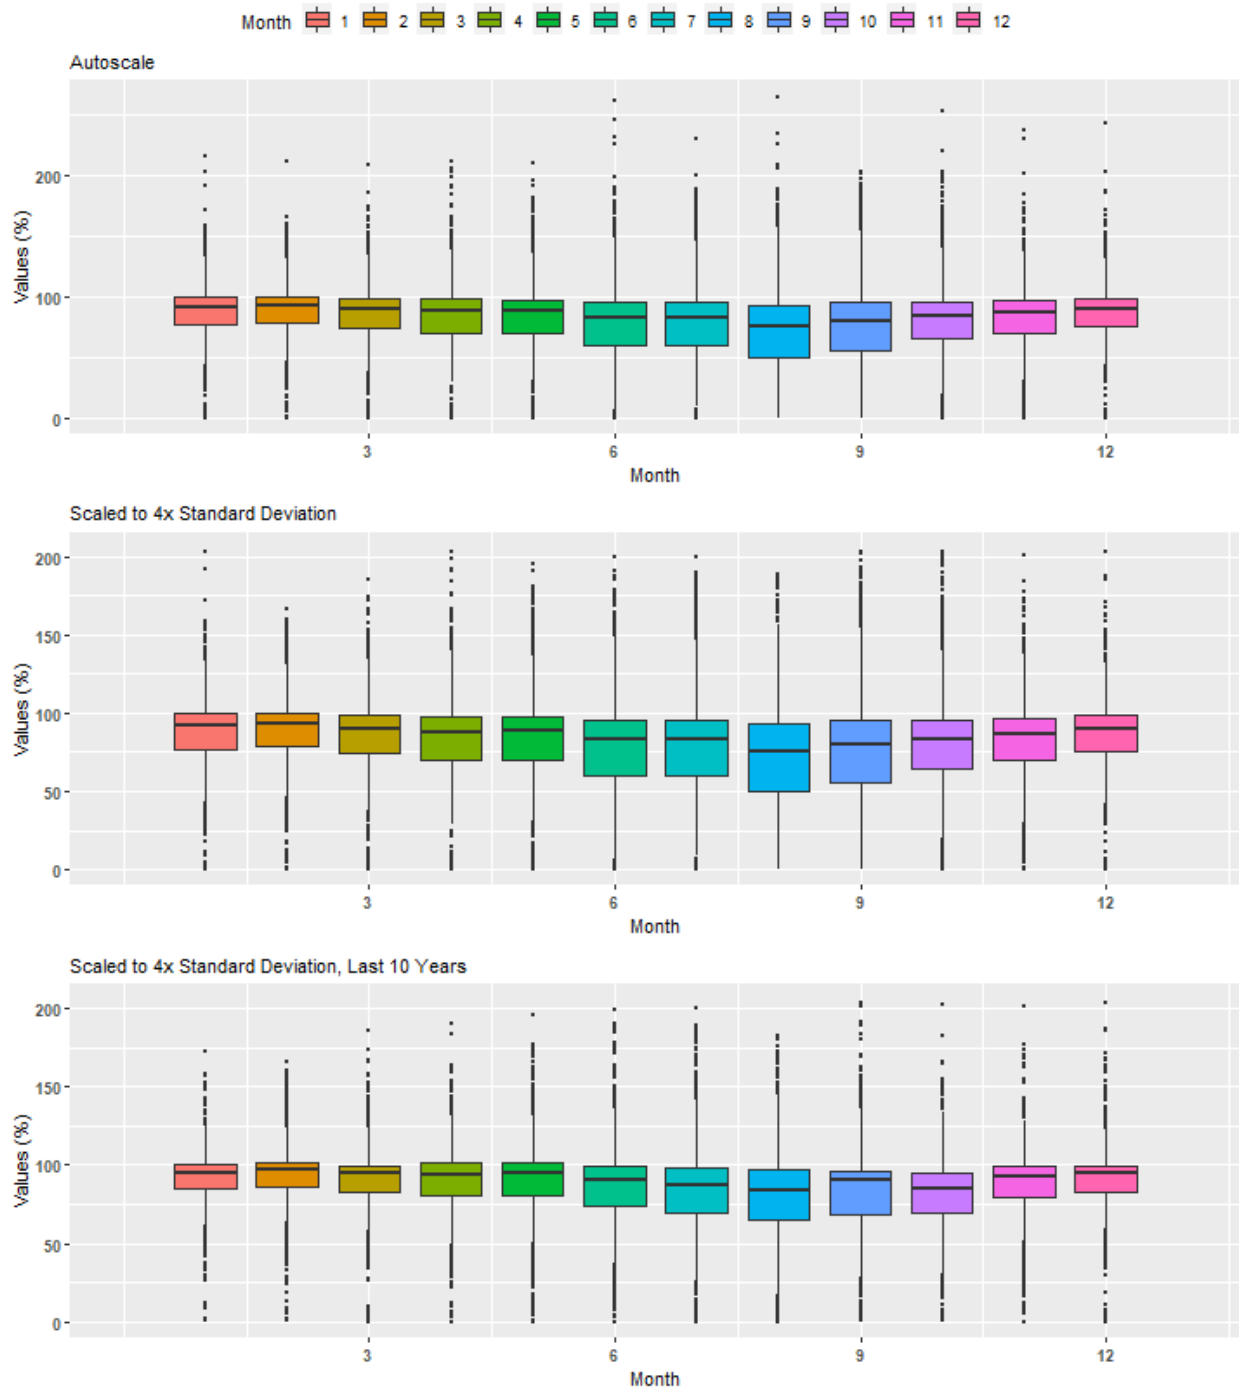 Month 1 2 3 4 5 6 7 8 9 10 11 12
Autoscale
Values (%)
200
100
0
3 6 9 12
Month
Scaled to 4x Standard Deviation
Values (%)
200
150
100
50
0
3 6 9 12
Month
Scaled to 4x Standard Deviation, Last 10 Years
Values (%)
200
150
100
50
0
3 6 9 12
Month